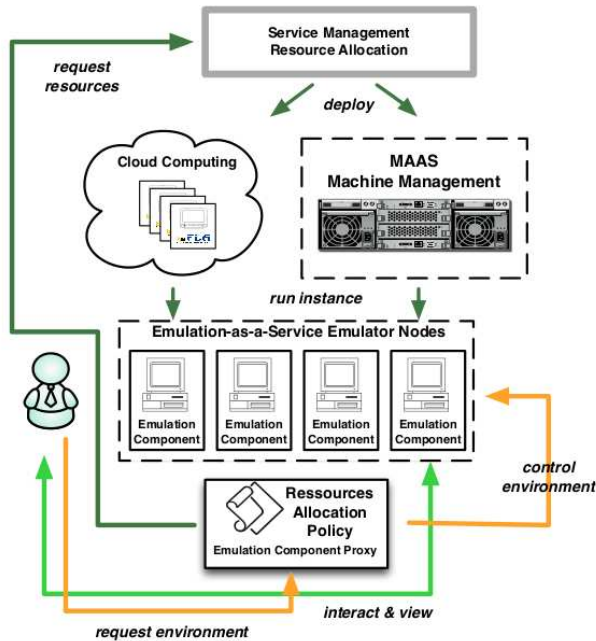 Service Management
Resource Allocation
request
resources
deploy
Cloud Computing
MAAS
Machine Management
run instance
Emulation-as-a-Service Emulator Nodes
Emulation
Component
Emulation
Component
Emulation
Component
Emulation
Component
control
environment
Ressources
Allocation
Policy
Emulation Component Proxy
interact & view
request environment